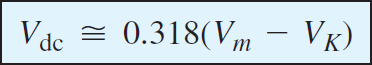 V_dc ≅ 0.318(V_m − V_K)